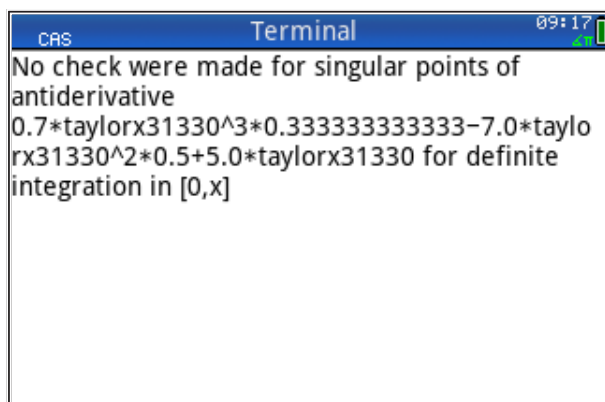 CAS
Terminal
09:17
∡π
No check were made for singular points of
antiderivative
0.7*taylorx31330^3*0.333333333333−7.0*taylo
rx31330^2*0.5+5.0*taylorx31330 for definite
integration in [0,x]